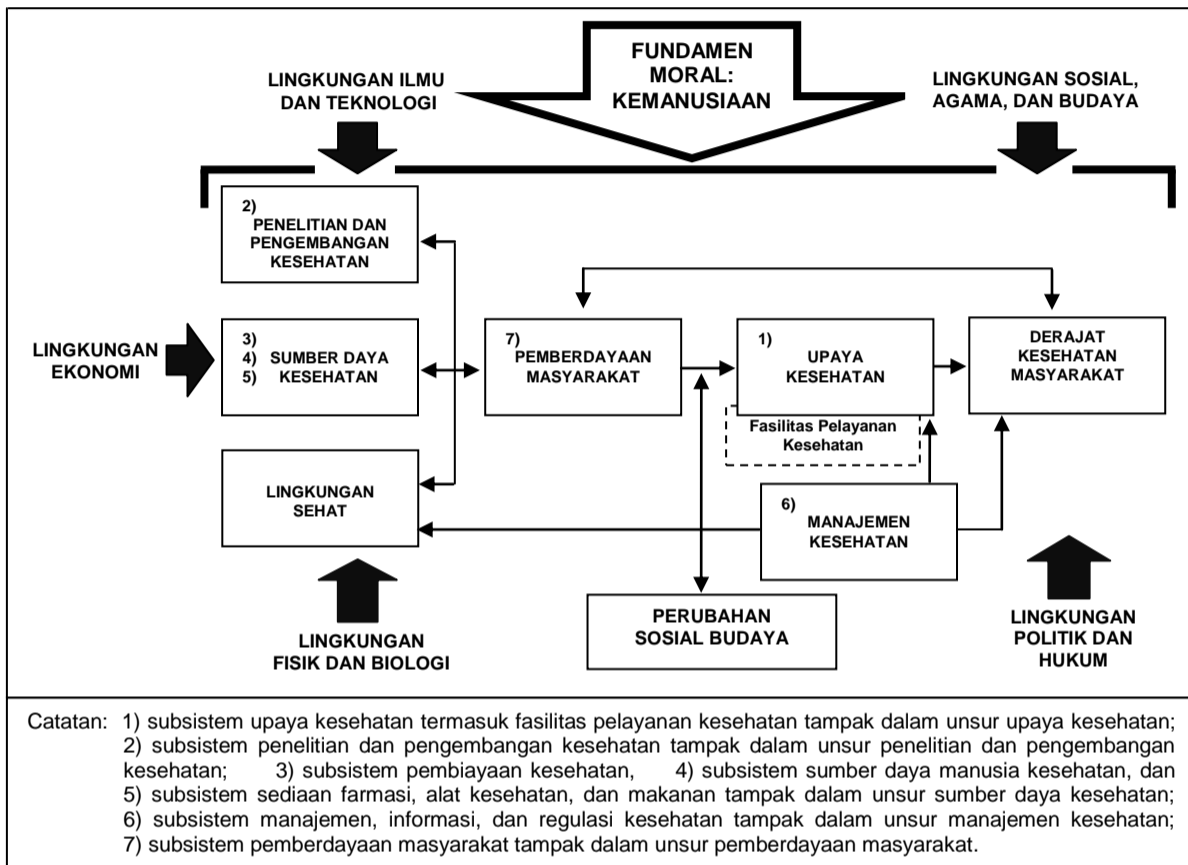 FUNDAMEN
MORAL:
KEMANUSIAAN
LINGKUNGAN ILMU
DAN TEKNOLOGI
LINGKUNGAN SOSIAL,
AGAMA, DAN BUDAYA
2)
PENELITIAN DAN
PENGEMBANGAN
KESEHATAN
LINGKUNGAN
EKONOMI
3)
4) SUMBER DAYA
5) KESEHATAN
7)
PEMBERDAYAAN
MASYARAKAT
1)
UPAYA
KESEHATAN
DERAJAT
KESEHATAN
MASYARAKAT
Fasilitas Pelayanan
Kesehatan
LINGKUNGAN
SEHAT
6)
MANAJEMEN
KESEHATAN
PERUBAHAN
SOSIAL BUDAYA
LINGKUNGAN
FISIK DAN BIOLOGI
LINGKUNGAN
POLITIK DAN
HUKUM
Catatan: 1) subsistem upaya kesehatan termasuk fasilitas pelayanan kesehatan tampak dalam unsur upaya kesehatan;
2) subsistem penelitian dan pengembangan kesehatan tampak dalam unsur penelitian dan pengembangan
kesehatan; 3) subsistem pembiayaan kesehatan, 4) subsistem sumber daya manusia kesehatan, dan
5) subsistem sediaan farmasi, alat kesehatan, dan makanan tampak dalam unsur sumber daya kesehatan;
6) subsistem manajemen, informasi, dan regulasi kesehatan tampak dalam unsur manajemen kesehatan;
7) subsistem pemberdayaan masyarakat tampak dalam unsur pemberdayaan masyarakat.